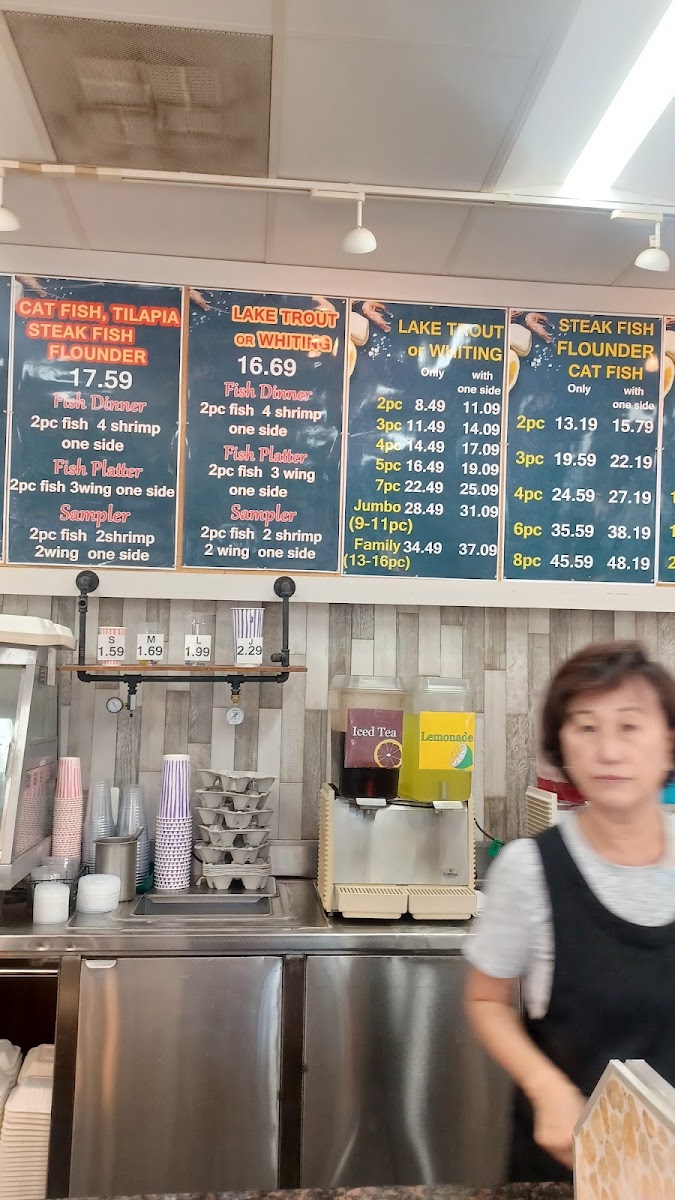 CAT FISH, TILAPIA
STEAK FISH
FLOUNDER
17.59
Fish Dinner
2pc fish 4 shrimp
one side
Fish Platter
2pc fish 3wing one side
Sampler
2pc fish 2shrimp
2wing one side
LAKE TROUT
OR WHITING
16.69
Fish Dinner
2pc fish 4 shrimp
one side
Fish Platter
2pc fish 3 wing
one side
Sampler
2pc fish 2 shrimp
2 wing one side
LAKE TROUT
or WHITING
Only with
one side
2pc 8.49 11.09
3pc 11.49 14.09
4pc 14.49 17.09
5pc 16.49 19.09
7pc 22.49 25.09
Jumbo 28.49 31.09
(9-11pc)
Family 34.49 37.09
(13-16pc)
STEAK FISH
FLOUNDER
CAT FISH
Only with
one side
2pc 13.19 15.79
3pc 19.59 22.19
4pc 24.59 27.19
6pc 35.59 38.19
8pc 45.59 48.19
S
1.59
M
1.69
L
1.99
J
2.29
Iced Tea
Lemonade